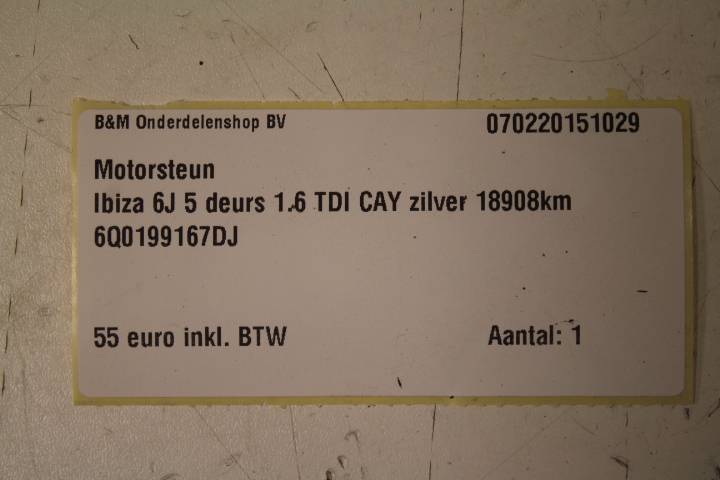 B&M Onderdelenshop BV 070220151029
Motorsteun
Ibiza 6J 5 deurs 1.6 TDI CAY zilver 18908km
6Q0199167DJ
55 euro inkl. BTW Aantal: 1